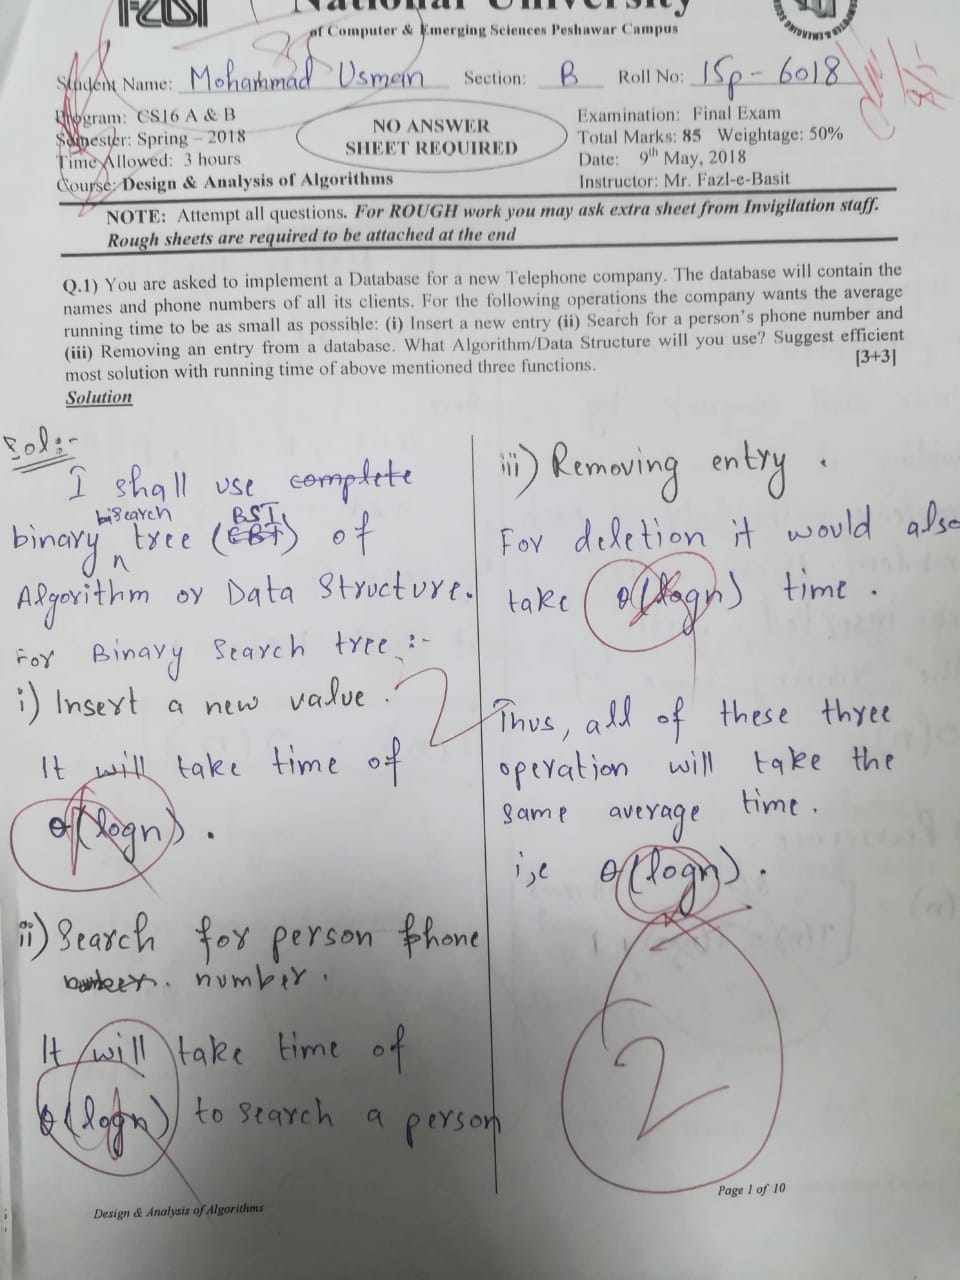 National University
of Computer & Emerging Sciences Peshawar Campus
Student Name: Mohammad Usman Section: B Roll No: 15p-6018
Program: CS16 A & B
Semester: Spring – 2018
Time Allowed: 3 hours
Course: Design & Analysis of Algorithms
NO ANSWER
SHEET REQUIRED
Examination: Final Exam
Total Marks: 85 Weightage: 50%
Date: 9th May, 2018
Instructor: Mr. Fazl-e-Basit
NOTE: Attempt all questions. For ROUGH work you may ask extra sheet from Invigilation staff.
Rough sheets are required to be attached at the end
Q.1) You are asked to implement a Database for a new Telephone company. The database will contain the
names and phone numbers of all its clients. For the following operations the company wants the average
running time to be as small as possible: (i) Insert a new entry (ii) Search for a person's phone number and
(iii) Removing an entry from a database. What Algorithm/Data Structure will you use? Suggest efficient
most solution with running time of above mentioned three functions. [3+3]
Solution
Sol:-
I shall use complete
binary search tree (BST) of
Algorithm or Data Structure.
For Binary Search tree :-
i) Insert a new value.
It will take time of
θ(logn).
ii) Search for person phone
number.
It will take time of
θ(logn) to search a person
2
iii) Removing entry.
For deletion it would also
take θ(logn) time.
Thus, all of these three
operation will take the
same average time.
i,e θ(logn).
2
Page 1 of 10
Design & Analysis of Algorithms